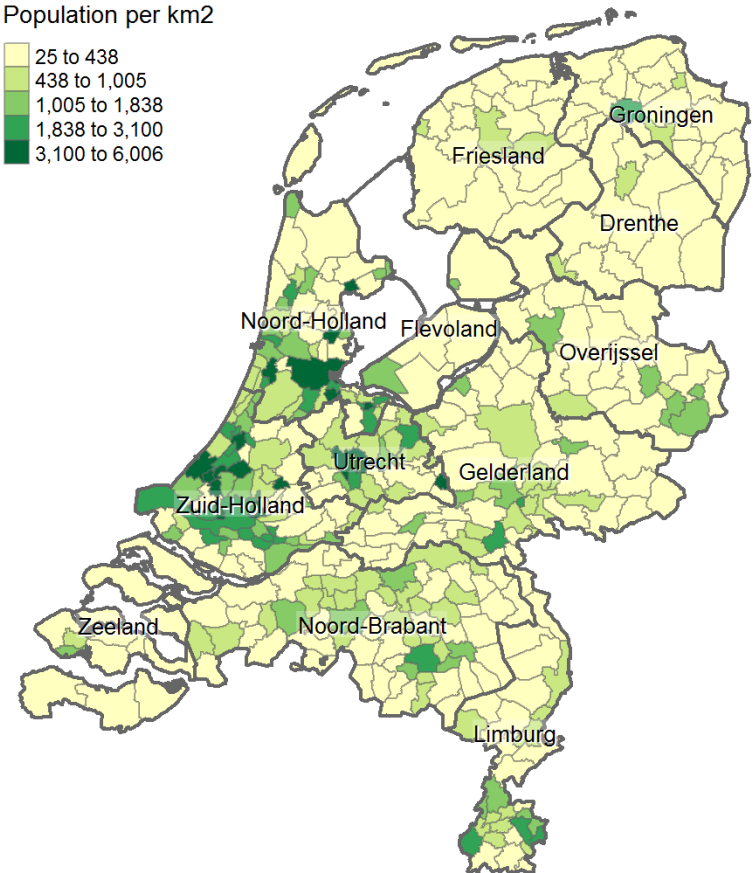 Population per km2
25 to 438
438 to 1,005
1,005 to 1,838
1,838 to 3,100
3,100 to 6,006
Groningen
Friesland
Drenthe
Noord-Holland
Flevoland
Overijssel
Utrecht
Gelderland
Zuid-Holland
Zeeland
Noord-Brabant
Limburg